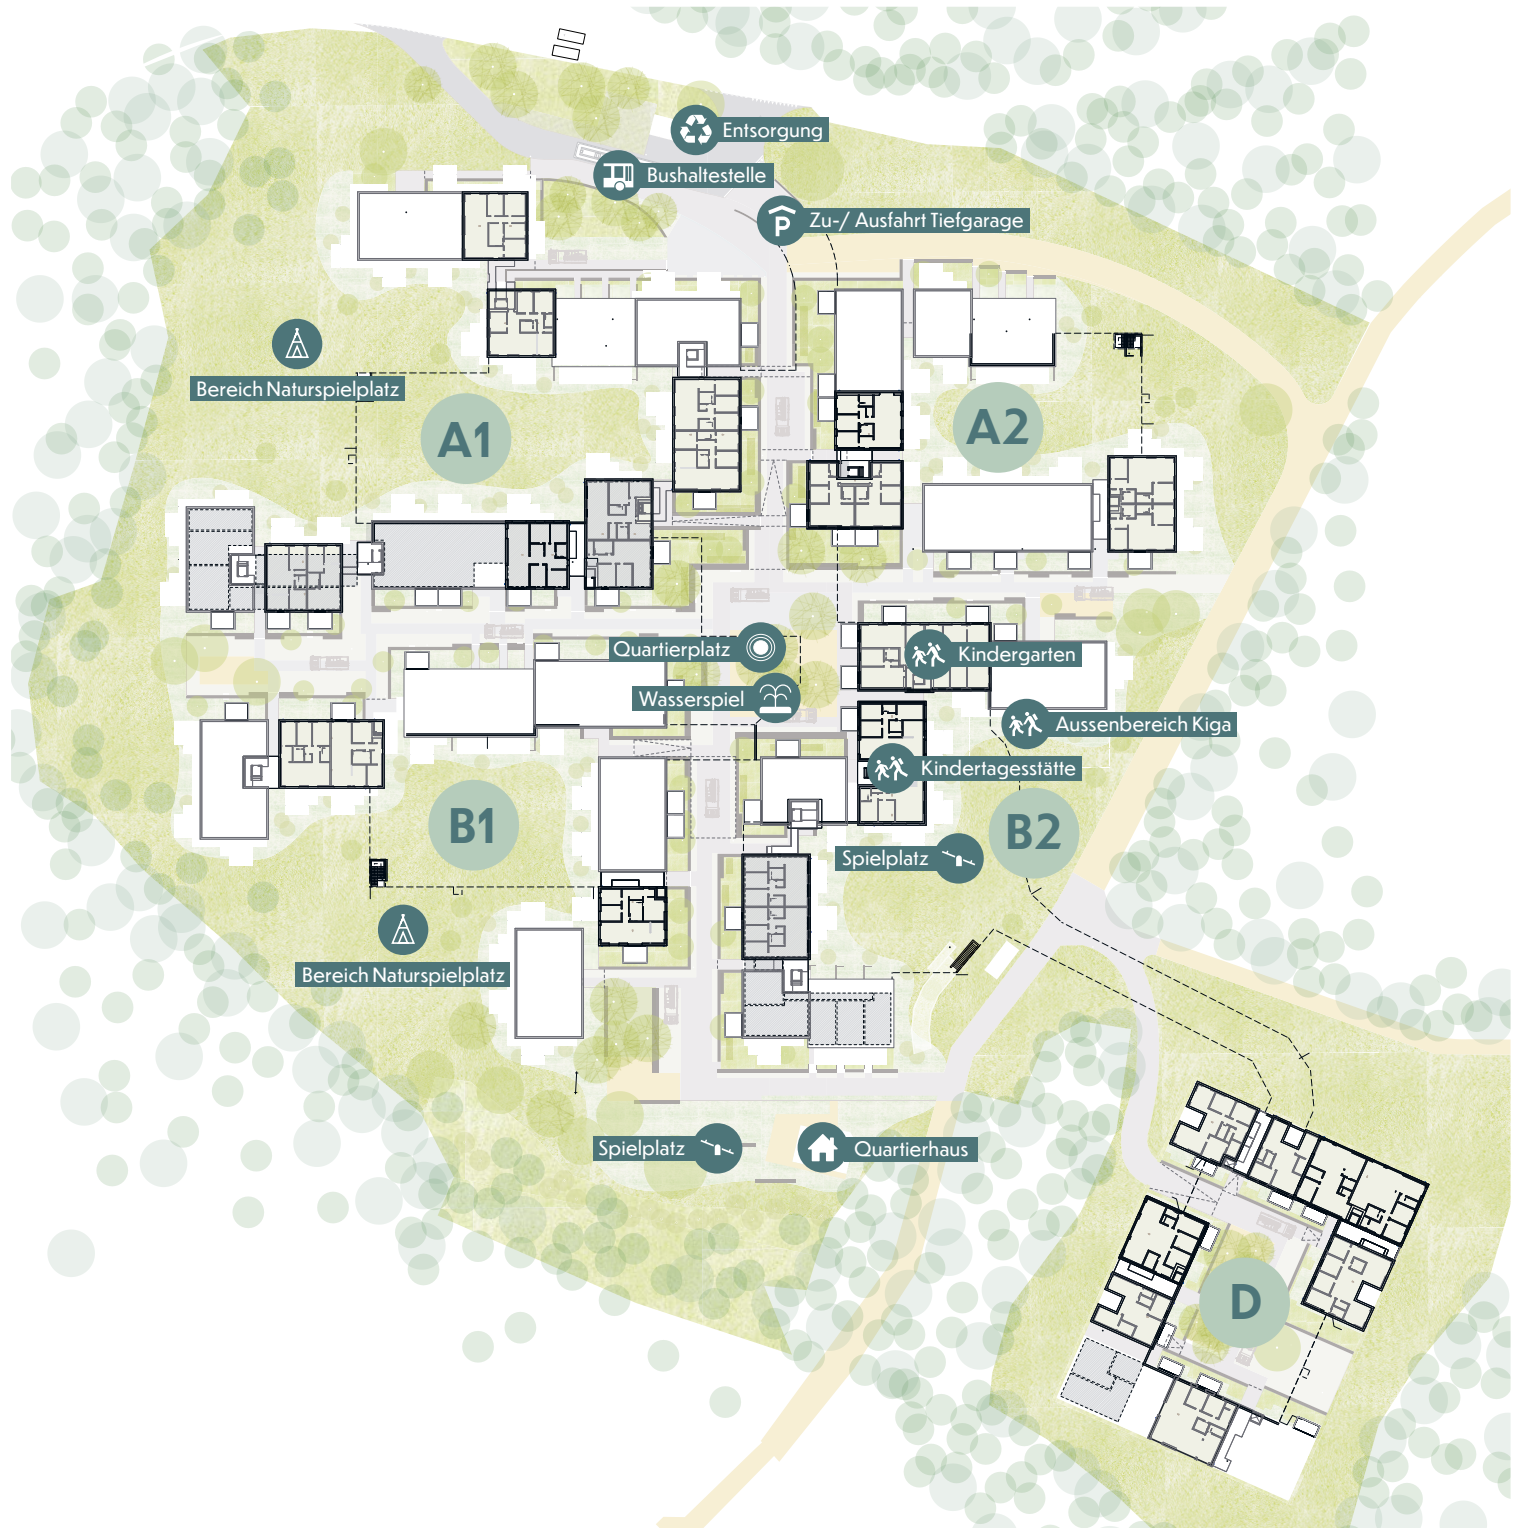 Entsorgung
Bushaltestelle
P
Zu-/ Ausfahrt Tiefgarage
Bereich Naturspielplatz
A1
A2
Quartierplatz
Kindergarten
Wasserspiel
Aussenbereich Kiga
Kindertagesstätte
B1
B2
Spielplatz
Bereich Naturspielplatz
Spielplatz
Quartierhaus
D